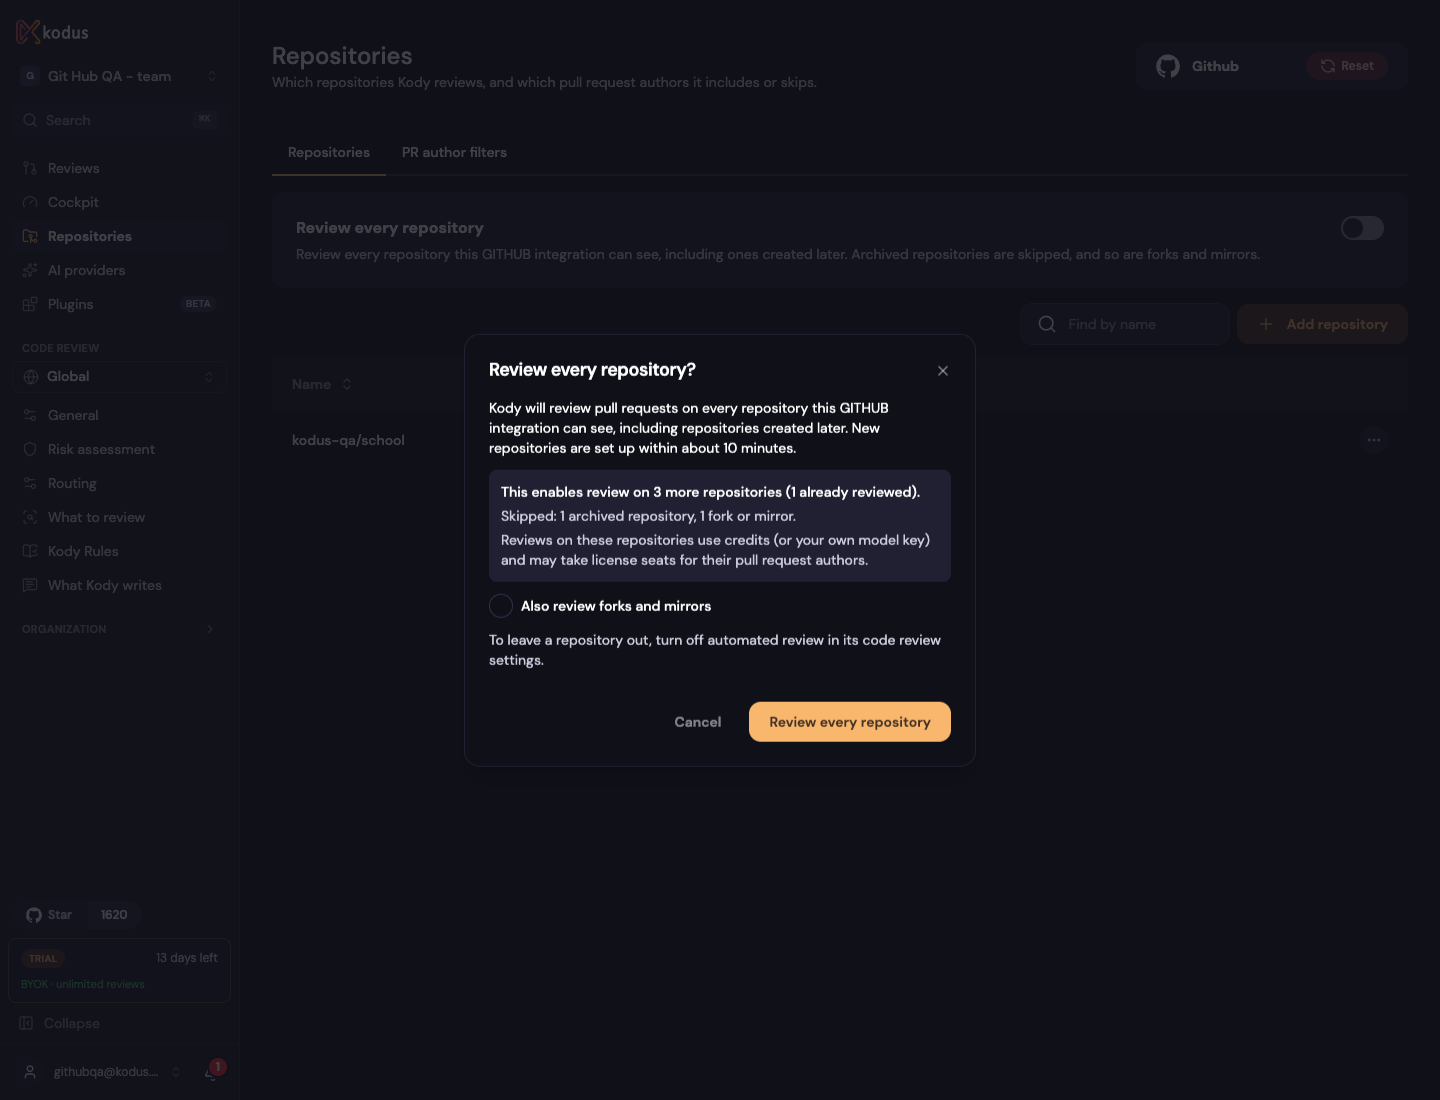 kodus
G Git Hub QA - team
Search ⌘K
Reviews
Cockpit
Repositories
AI providers
Plugins BETA
CODE REVIEW
Global
General
Risk assessment
Routing
What to review
Kody Rules
What Kody writes
ORGANIZATION
Star 1620
TRIAL 13 days left
BYOK · unlimited reviews
Collapse
githubqa@kodus.... 1
Repositories
Which repositories Kody reviews, and which pull request authors it includes or skips.
Github Reset
Repositories PR author filters
Review every repository
Review every repository this GITHUB integration can see, including ones created later. Archived repositories are skipped, and so are forks and mirrors.
Find by name + Add repository
Name
kodus-qa/school ...
Review every repository?
Kody will review pull requests on every repository this GITHUB
integration can see, including repositories created later. New
repositories are set up within about 10 minutes.
This enables review on 3 more repositories (1 already reviewed).
Skipped: 1 archived repository, 1 fork or mirror.
Reviews on these repositories use credits (or your own model key)
and may take license seats for their pull request authors.
Also review forks and mirrors
To leave a repository out, turn off automated review in its code review
settings.
Cancel Review every repository